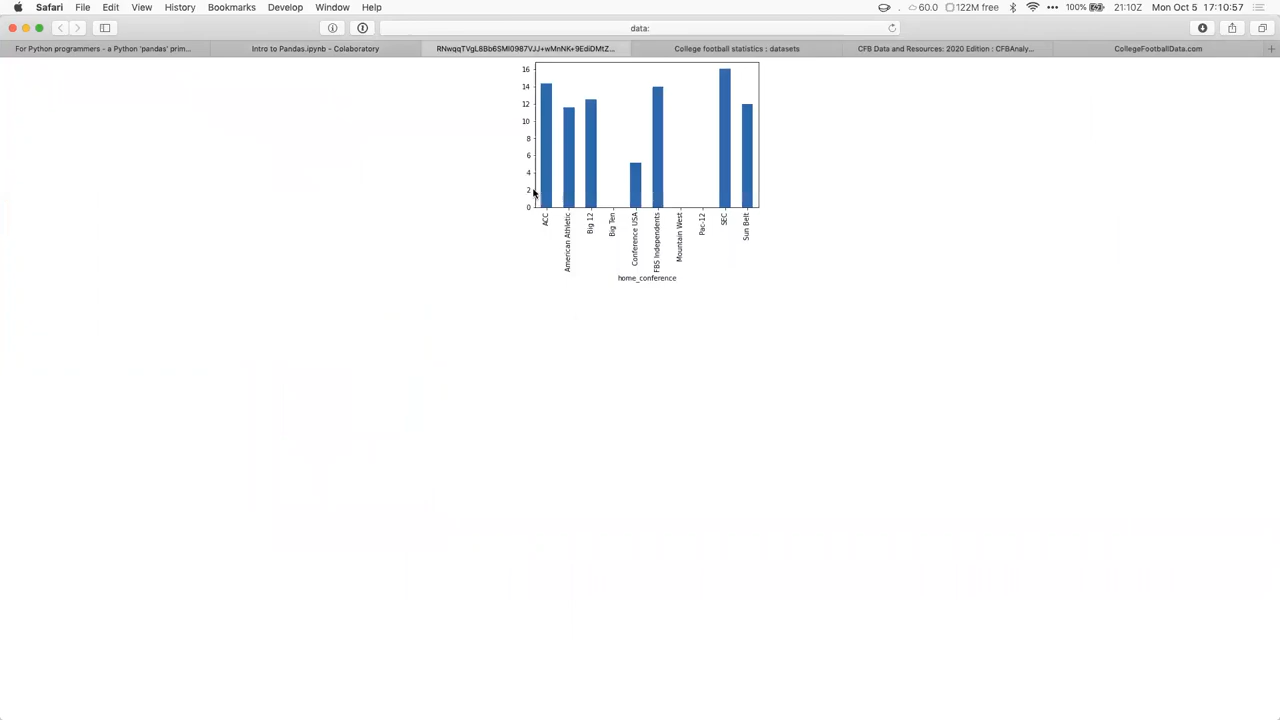 Safari File Edit View History Bookmarks Develop Window Help 60.0 122M free 100% 21:10Z Mon Oct 5 17:10:57
data:
For Python programmers - a Python 'pandas' prim... Intro to Pandas.ipynb - Colaboratory RNwqqTVgL8Bb6SMl0987VJJ+wMnNK+9EdiDMtZ... College football statistics : datasets CFB Data and Resources: 2020 Edition : CFBAnaly... CollegeFootballData.com
16
14
12
10
8
6
4
2
0
ACC
American Athletic
Big 12
Big Ten
Conference USA
FBS Independents
Mountain West
Pac-12
SEC
Sun Belt
home_conference